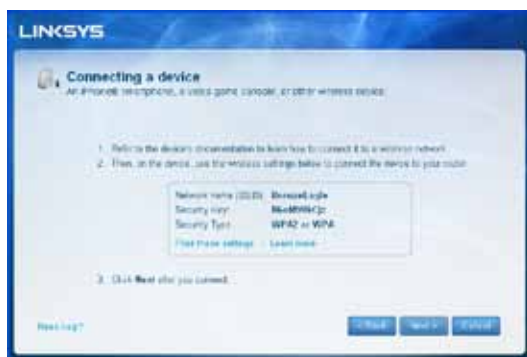 LINKSYS
Connecting a device
An iPhone® smartphone, a video game console, or other wireless device.
1. Refer to the device's documentation to learn how to connect it to a wireless network.
2. Then, on the device, use the wireless settings below to connect the device to your router.
Network name (SSID):
Security Key:
Security Type: WPA2 or WPA
Print these settings Learn more
3. Click Next after you connect.
Need help?
Back Next Cancel